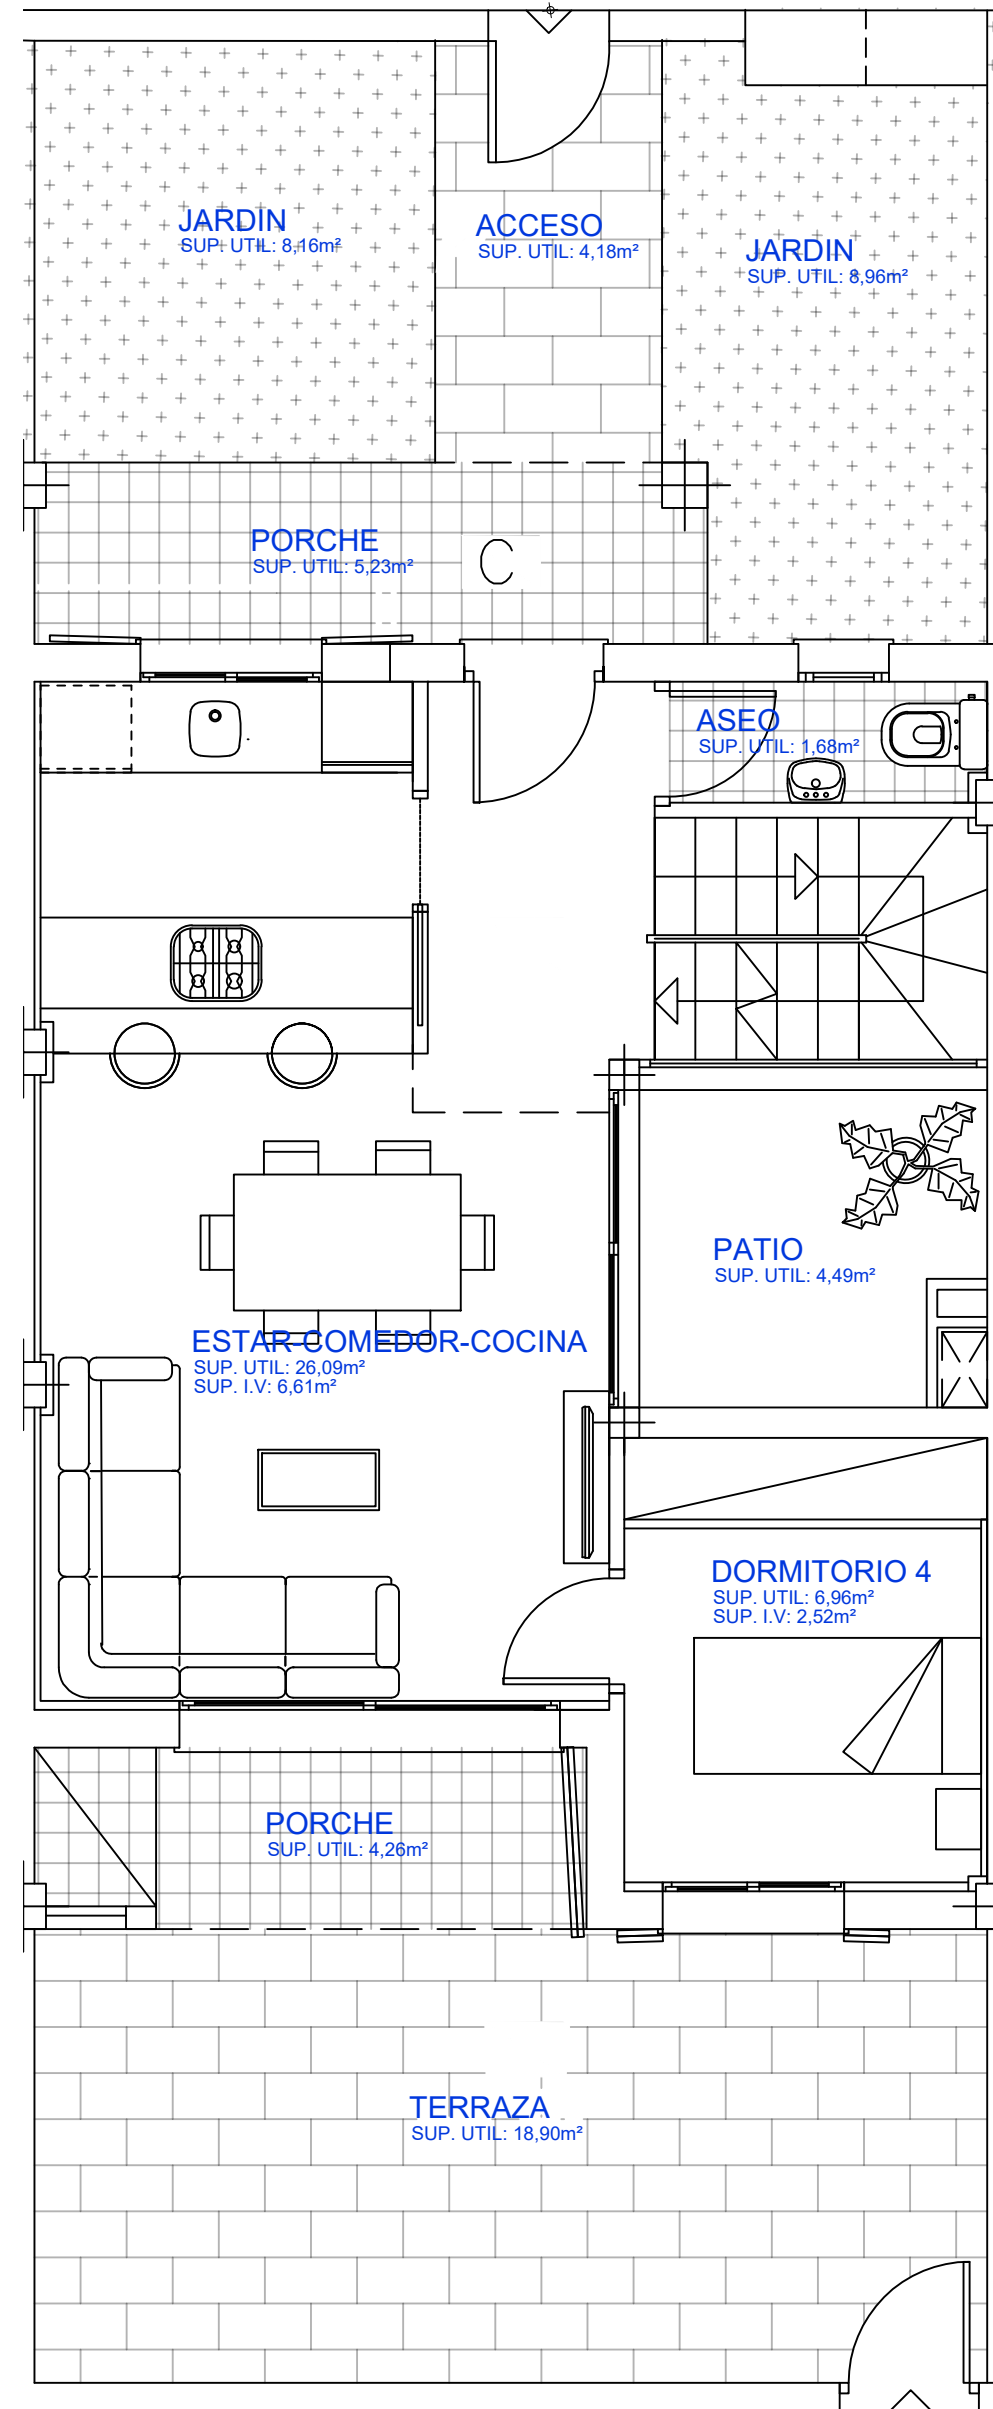 JARDIN
SUP. UTIL: 8,16m²
ACCESO
SUP. UTIL: 4,18m²
JARDIN
SUP. UTIL: 8,96m²
PORCHE
SUP. UTIL: 5,23m²
C
ASEO
SUP. UTIL: 1,68m²
PATIO
SUP. UTIL: 4,49m²
ESTAR-COMEDOR-COCINA
SUP. UTIL: 26,09m²
SUP. I.V: 6,61m²
DORMITORIO 4
SUP. UTIL: 6,96m²
SUP. I.V: 2,52m²
PORCHE
SUP. UTIL: 4,26m²
TERRAZA
SUP. UTIL: 18,90m²